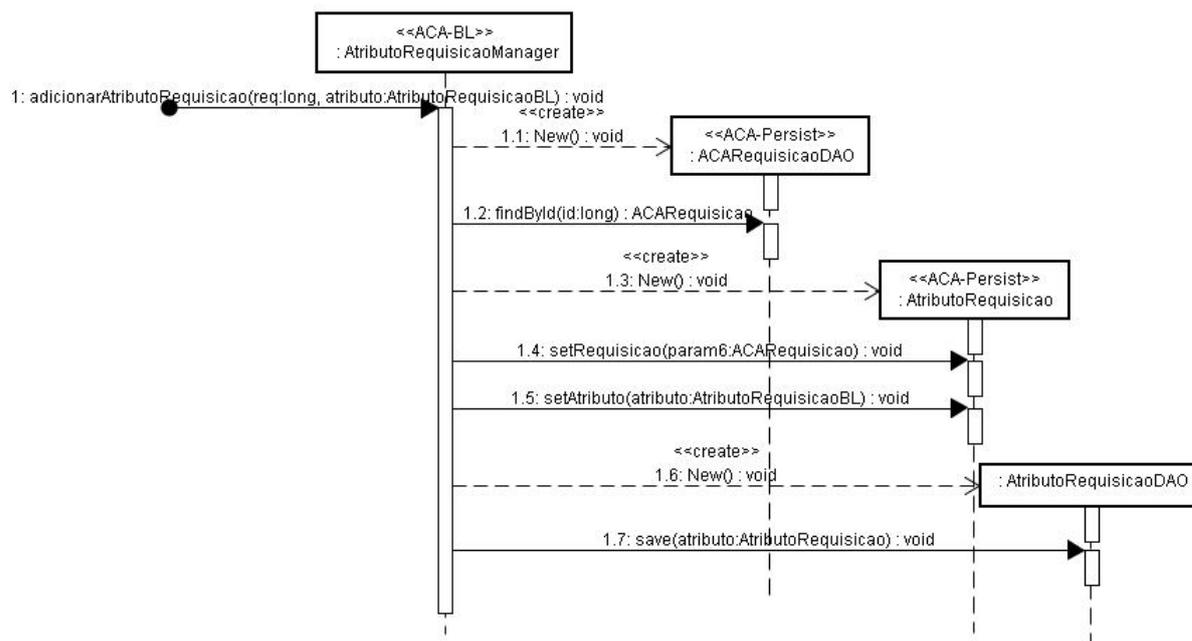 <<ACA-BL>>
: AtributoRequisicaoManager
1: adicionarAtributoRequisicao(req:long, atributo:AtributoRequisicaoBL) : void
<<create>>
1.1: New() : void
<<ACA-Persist>>
: ACARequisicaoDAO
1.2: findById(id:long) : ACARequisicao
<<create>>
1.3: New() : void
<<ACA-Persist>>
: AtributoRequisicao
1.4: setRequisicao(param6:ACARequisicao) : void
1.5: setAtributo(atributo:AtributoRequisicaoBL) : void
<<create>>
1.6: New() : void
: AtributoRequisicaoDAO
1.7: save(atributo:AtributoRequisicao) : void